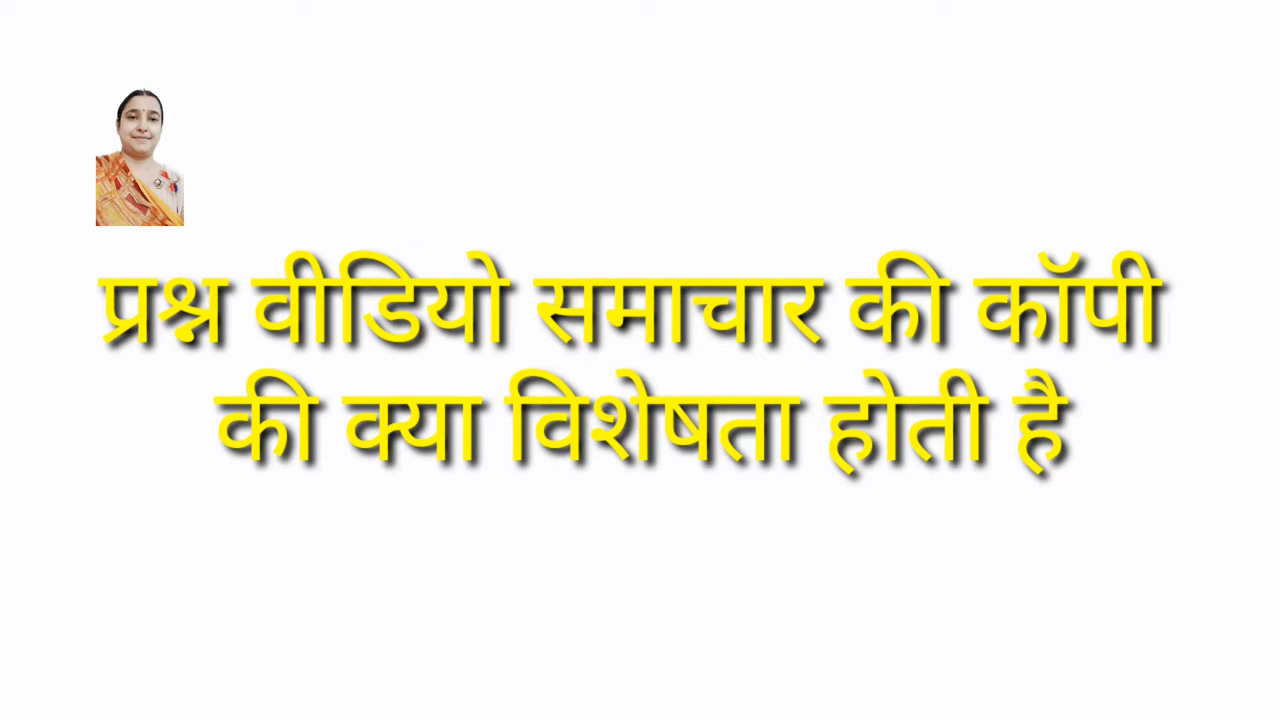 प्रश्न वीडियो समाचार की कॉपी
की क्या विशेषता होती है